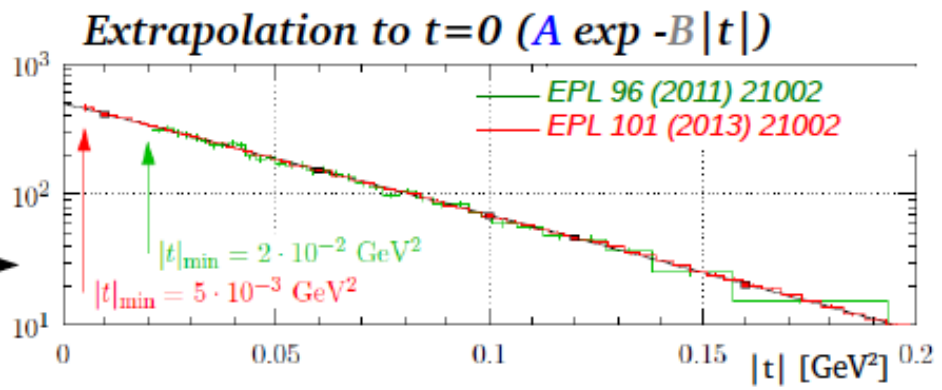 Extrapolation to t=0 (A exp -B|t|)
10³
EPL 96 (2011) 21002
EPL 101 (2013) 21002
10²
|t|min = 2 · 10⁻² GeV²
|t|min = 5 · 10⁻³ GeV²
10¹
0 0.05 0.1 0.15 0.2
|t| [GeV²]